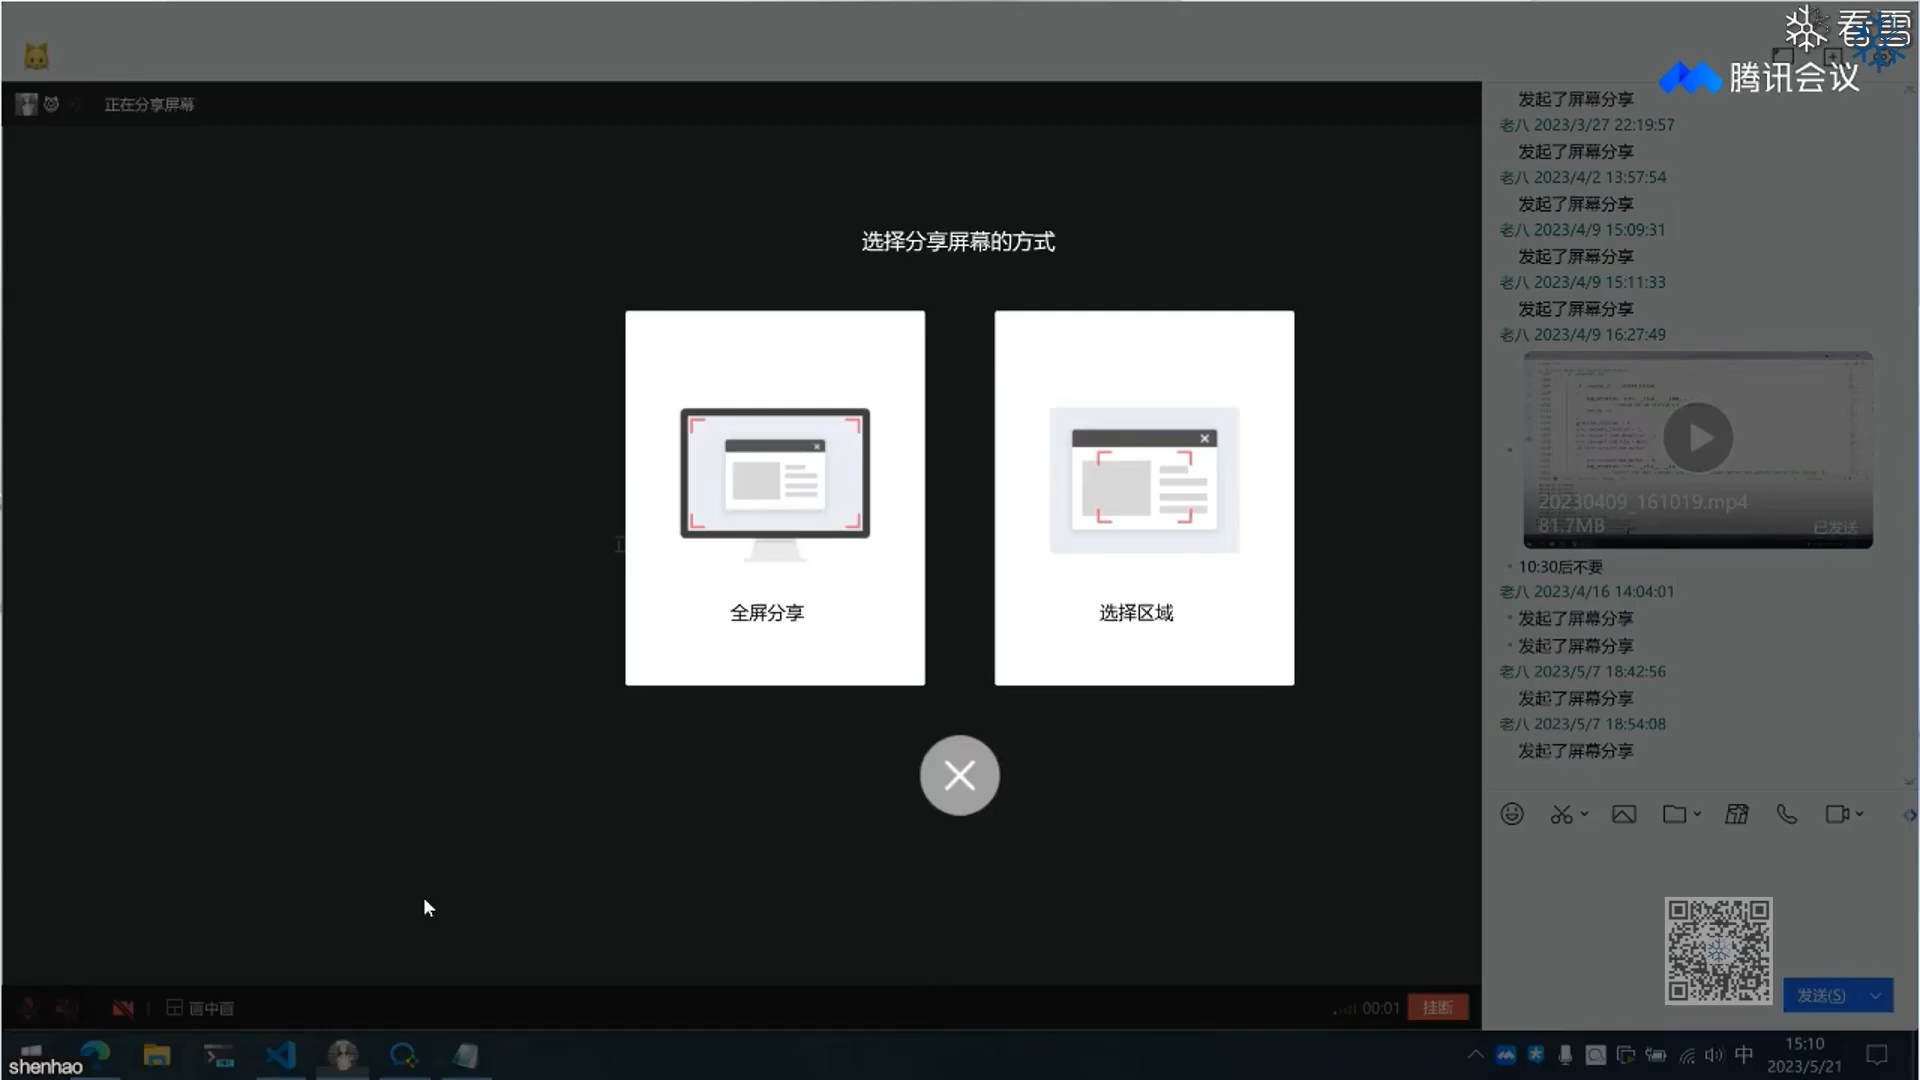 看雪
腾讯会议
正在分享屏幕
发起了屏幕分享
老八 2023/3/27 22:19:57
发起了屏幕分享
老八 2023/4/2 13:57:54
发起了屏幕分享
老八 2023/4/9 15:09:31
发起了屏幕分享
老八 2023/4/9 15:11:33
发起了屏幕分享
老八 2023/4/9 16:27:49
20230409_161019.mp4
81.7MB
已发送
10:30后不要
老八 2023/4/16 14:04:01
发起了屏幕分享
发起了屏幕分享
老八 2023/5/7 18:42:56
发起了屏幕分享
老八 2023/5/7 18:54:08
发起了屏幕分享
选择分享屏幕的方式
全屏分享
选择区域
发送(S)
画中画
00:01
挂断
shenhao
中
15:10
2023/5/21